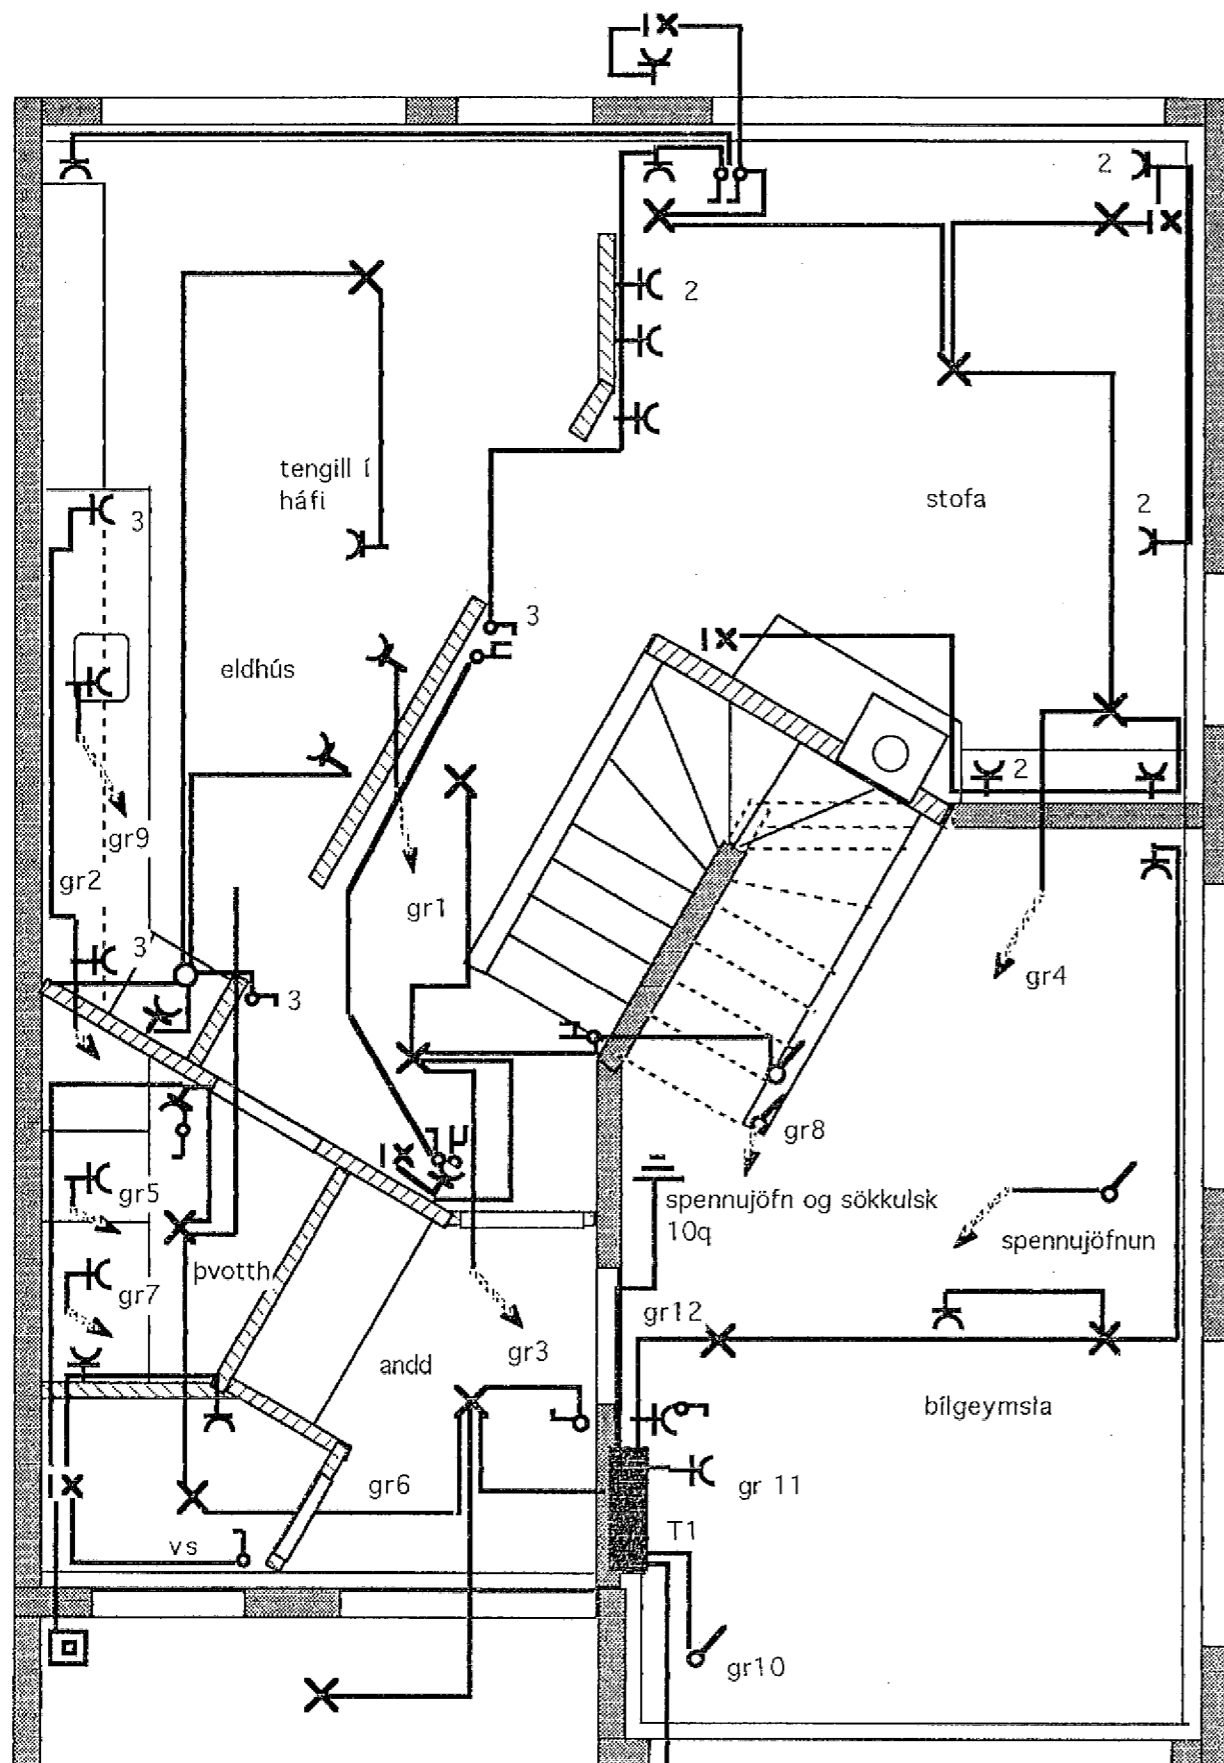 2
2
tengill í
háfi
stofa
3
2
3
eldhús
2
gr9
gr2
gr1
3
gr4
3
gr8
gr5
spennujöfn og sökkulsk
10q
spennujöfnun
þvotth
gr7
gr12
gr3
andd
bílgeymsla
gr6
gr 11
T1
vs
gr10